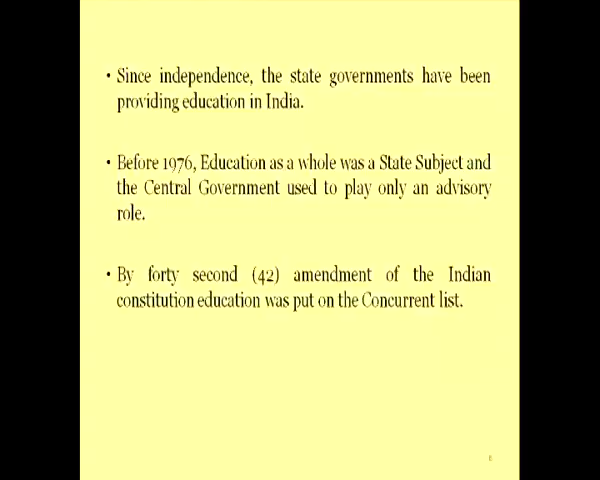 • Since independence, the state governments have been
providing education in India.
• Before 1976, Education as a whole was a State Subject and
the Central Government used to play only an advisory
role.
• By forty second (42) amendment of the Indian
constitution education was put on the Concurrent list.